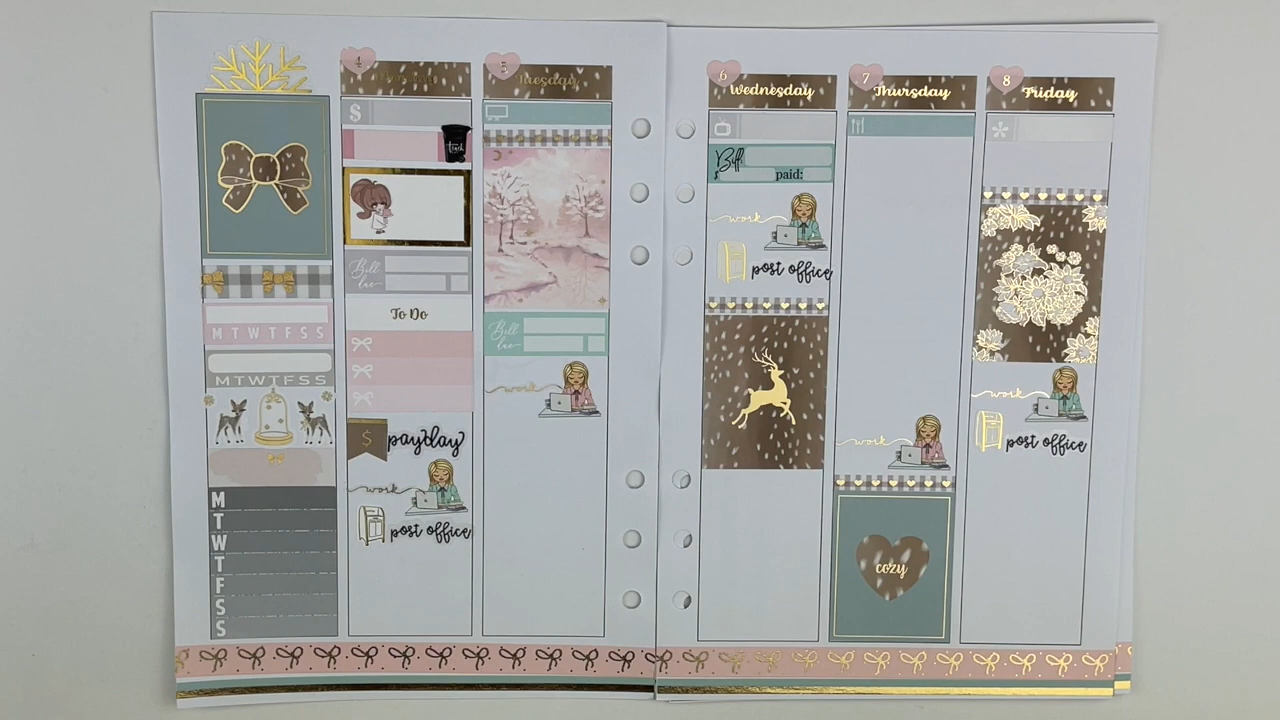 M T W T F S S
M T W T F S S
M
T
W
T
F
S
S
4
$
trash
Bill
due
To Do
$
payday
work
post office
5
Tuesday
Bill
due
work
6
Wednesday
Bill
$
paid:
work
post office
7
Thursday
work
cozy
8
Friday
work
post office